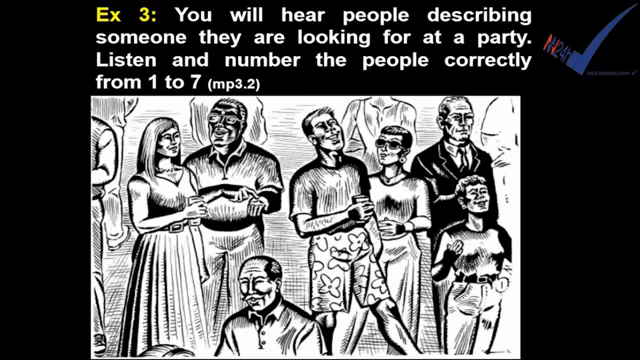 Ex 3: You will hear people describing
someone they are looking for at a party.
Listen and number the people correctly
from 1 to 7 (mp3.2)